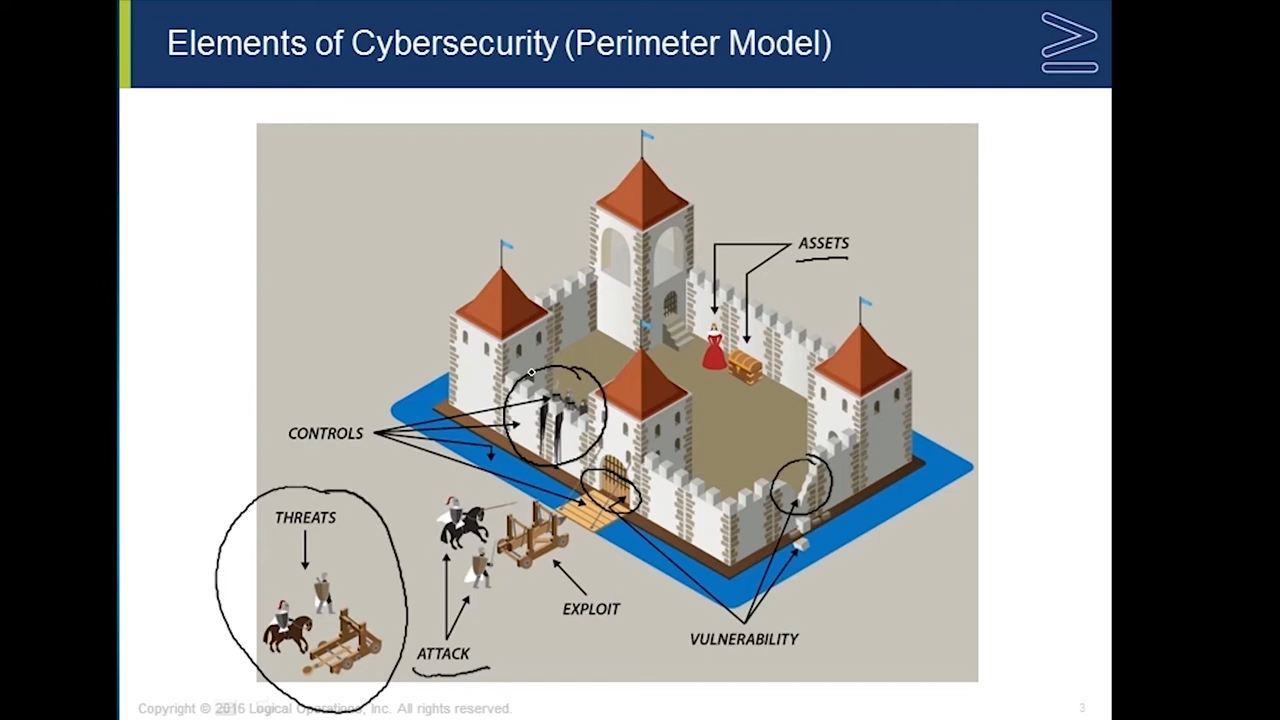 Elements of Cybersecurity (Perimeter Model)
ASSETS
CONTROLS
THREATS
EXPLOIT
VULNERABILITY
ATTACK
Copyright © 2016 Logical Operations, Inc. All rights reserved.
3